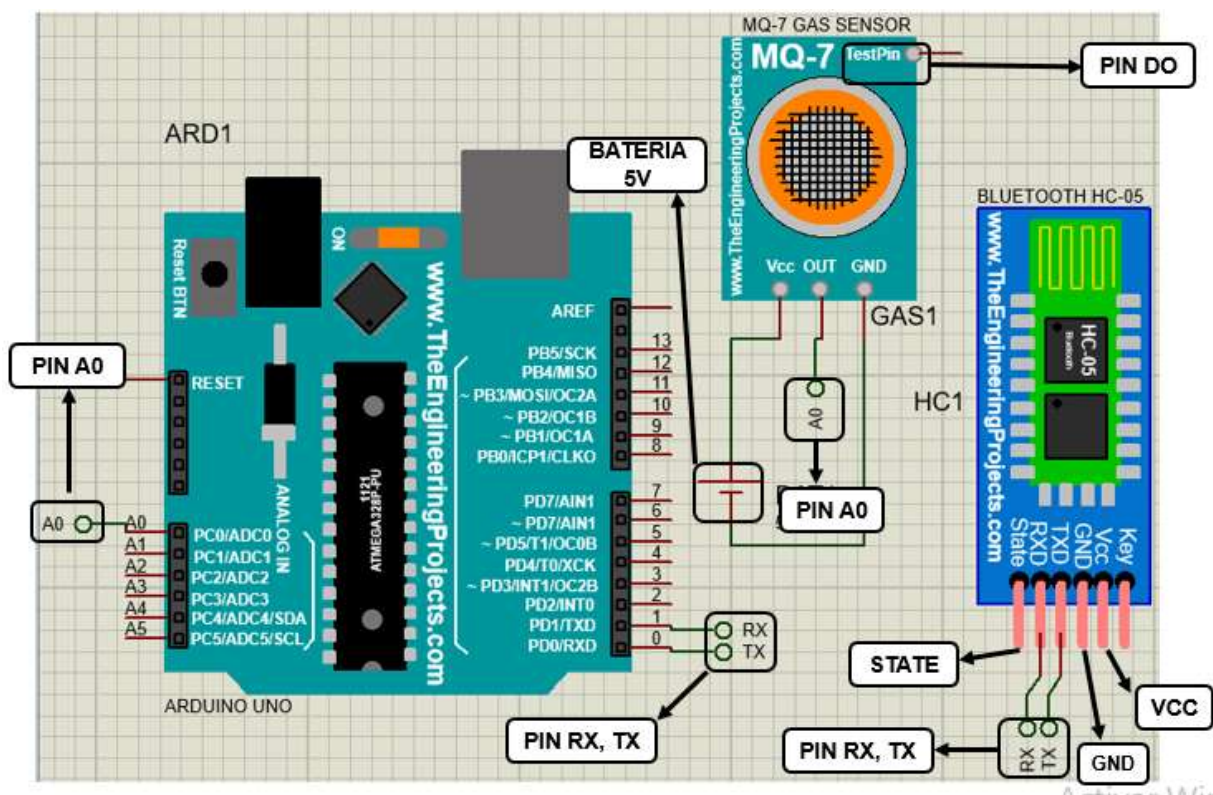 MQ-7 GAS SENSOR
MQ-7
TestPin
PIN DO
www.TheEngineeringProjects.com
Vcc OUT GND
GAS1
ARD1
BATERIA
5V
BLUETOOTH HC-05
www.TheEngineeringProjects.com
HC-05
Bluetooth
HC1
State
RXD
TXD
GND
Vcc
Key
Reset BTN
ON
www.TheEngineeringProjects.com
PIN A0
RESET
AREF
13
PB5/SCK
12
PB4/MISO
11
~ PB3/MOSI/OC2A
10
~ PB2/OC1B
9
~ PB1/OC1A
8
PB0/ICP1/CLKO
7
PD7/AIN1
6
~ PD7/AIN1
5
~ PD5/T1/OC0B
4
PD4/T0/XCK
3
~ PD3/INT1/OC2B
2
PD2/INT0
1
PD1/TXD
0
PD0/RXD
1121
ATMEGA328P-PU
ANALOG IN
A0
A0
PC0/ADC0
A1
PC1/ADC1
A2
PC2/ADC2
A3
PC3/ADC3
A4
PC4/ADC4/SDA
A5
PC5/ADC5/SCL
A0
PIN A0
RX
TX
PIN RX, TX
ARDUINO UNO
STATE
VCC
GND
RX
TX
PIN RX, TX